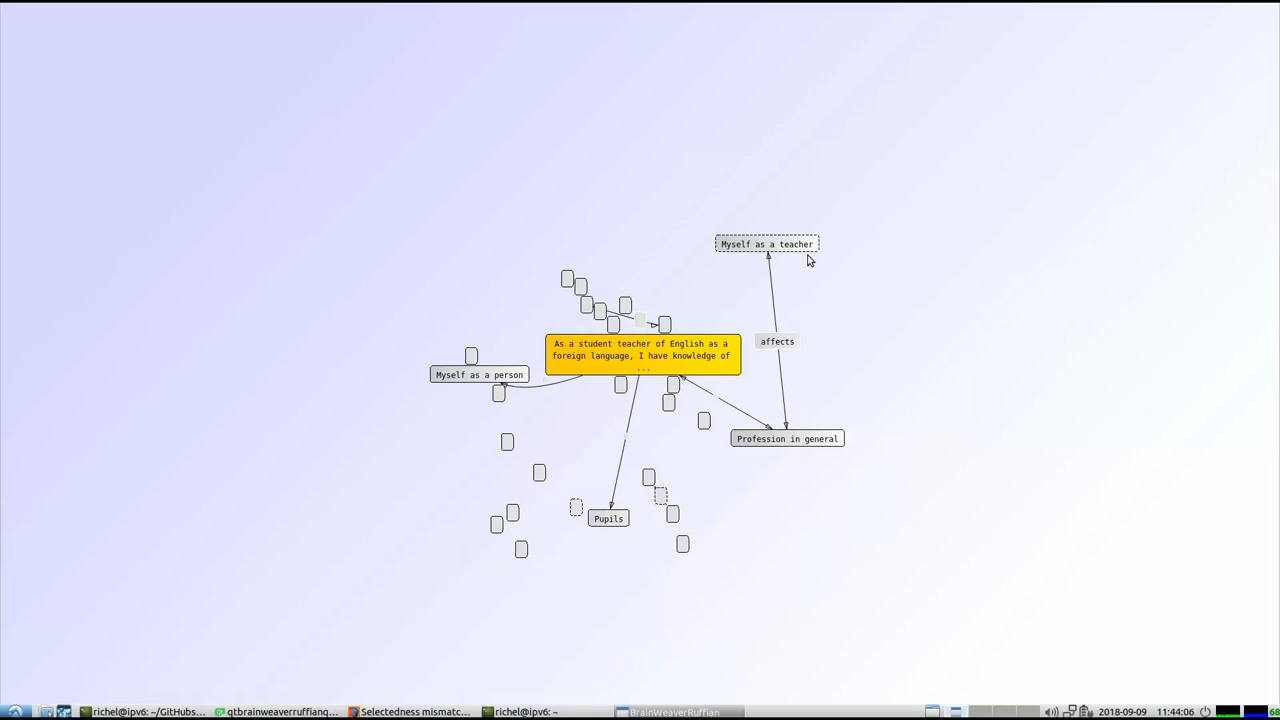 Myself as a teacher
affects
As a student teacher of English as a
foreign language, I have knowledge of
...
Myself as a person
Profession in general
Pupils
richel@ipv6: ~/GitHubs...
qtbrainweaverruffianq...
Selectedness mismatc...
richel@ipv6: ~
BrainWeaverRuffian
2018-09-09
11:44:06
68